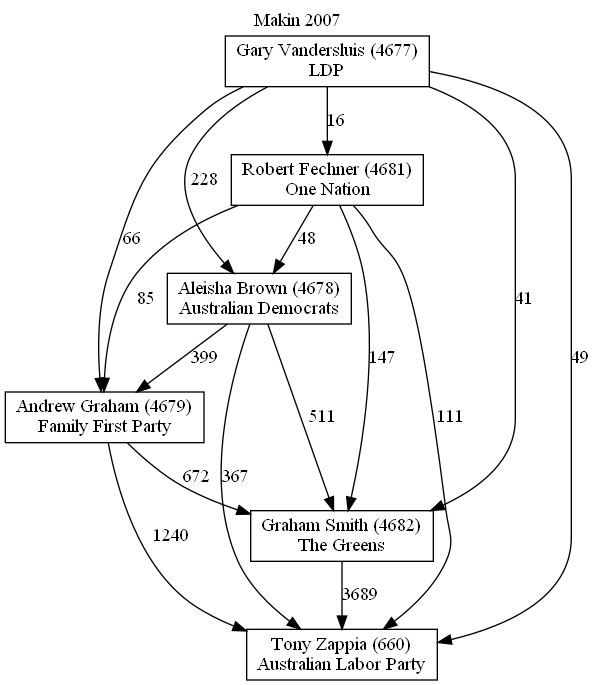 Makin 2007
Gary Vandersluis (4677)
LDP
16
Robert Fechner (4681)
One Nation
228
48
66
85
41
Aleisha Brown (4678)
Australian Democrats
399
147
49
Andrew Graham (4679)
Family First Party
511
111
672
367
Graham Smith (4682)
The Greens
1240
3689
Tony Zappia (660)
Australian Labor Party